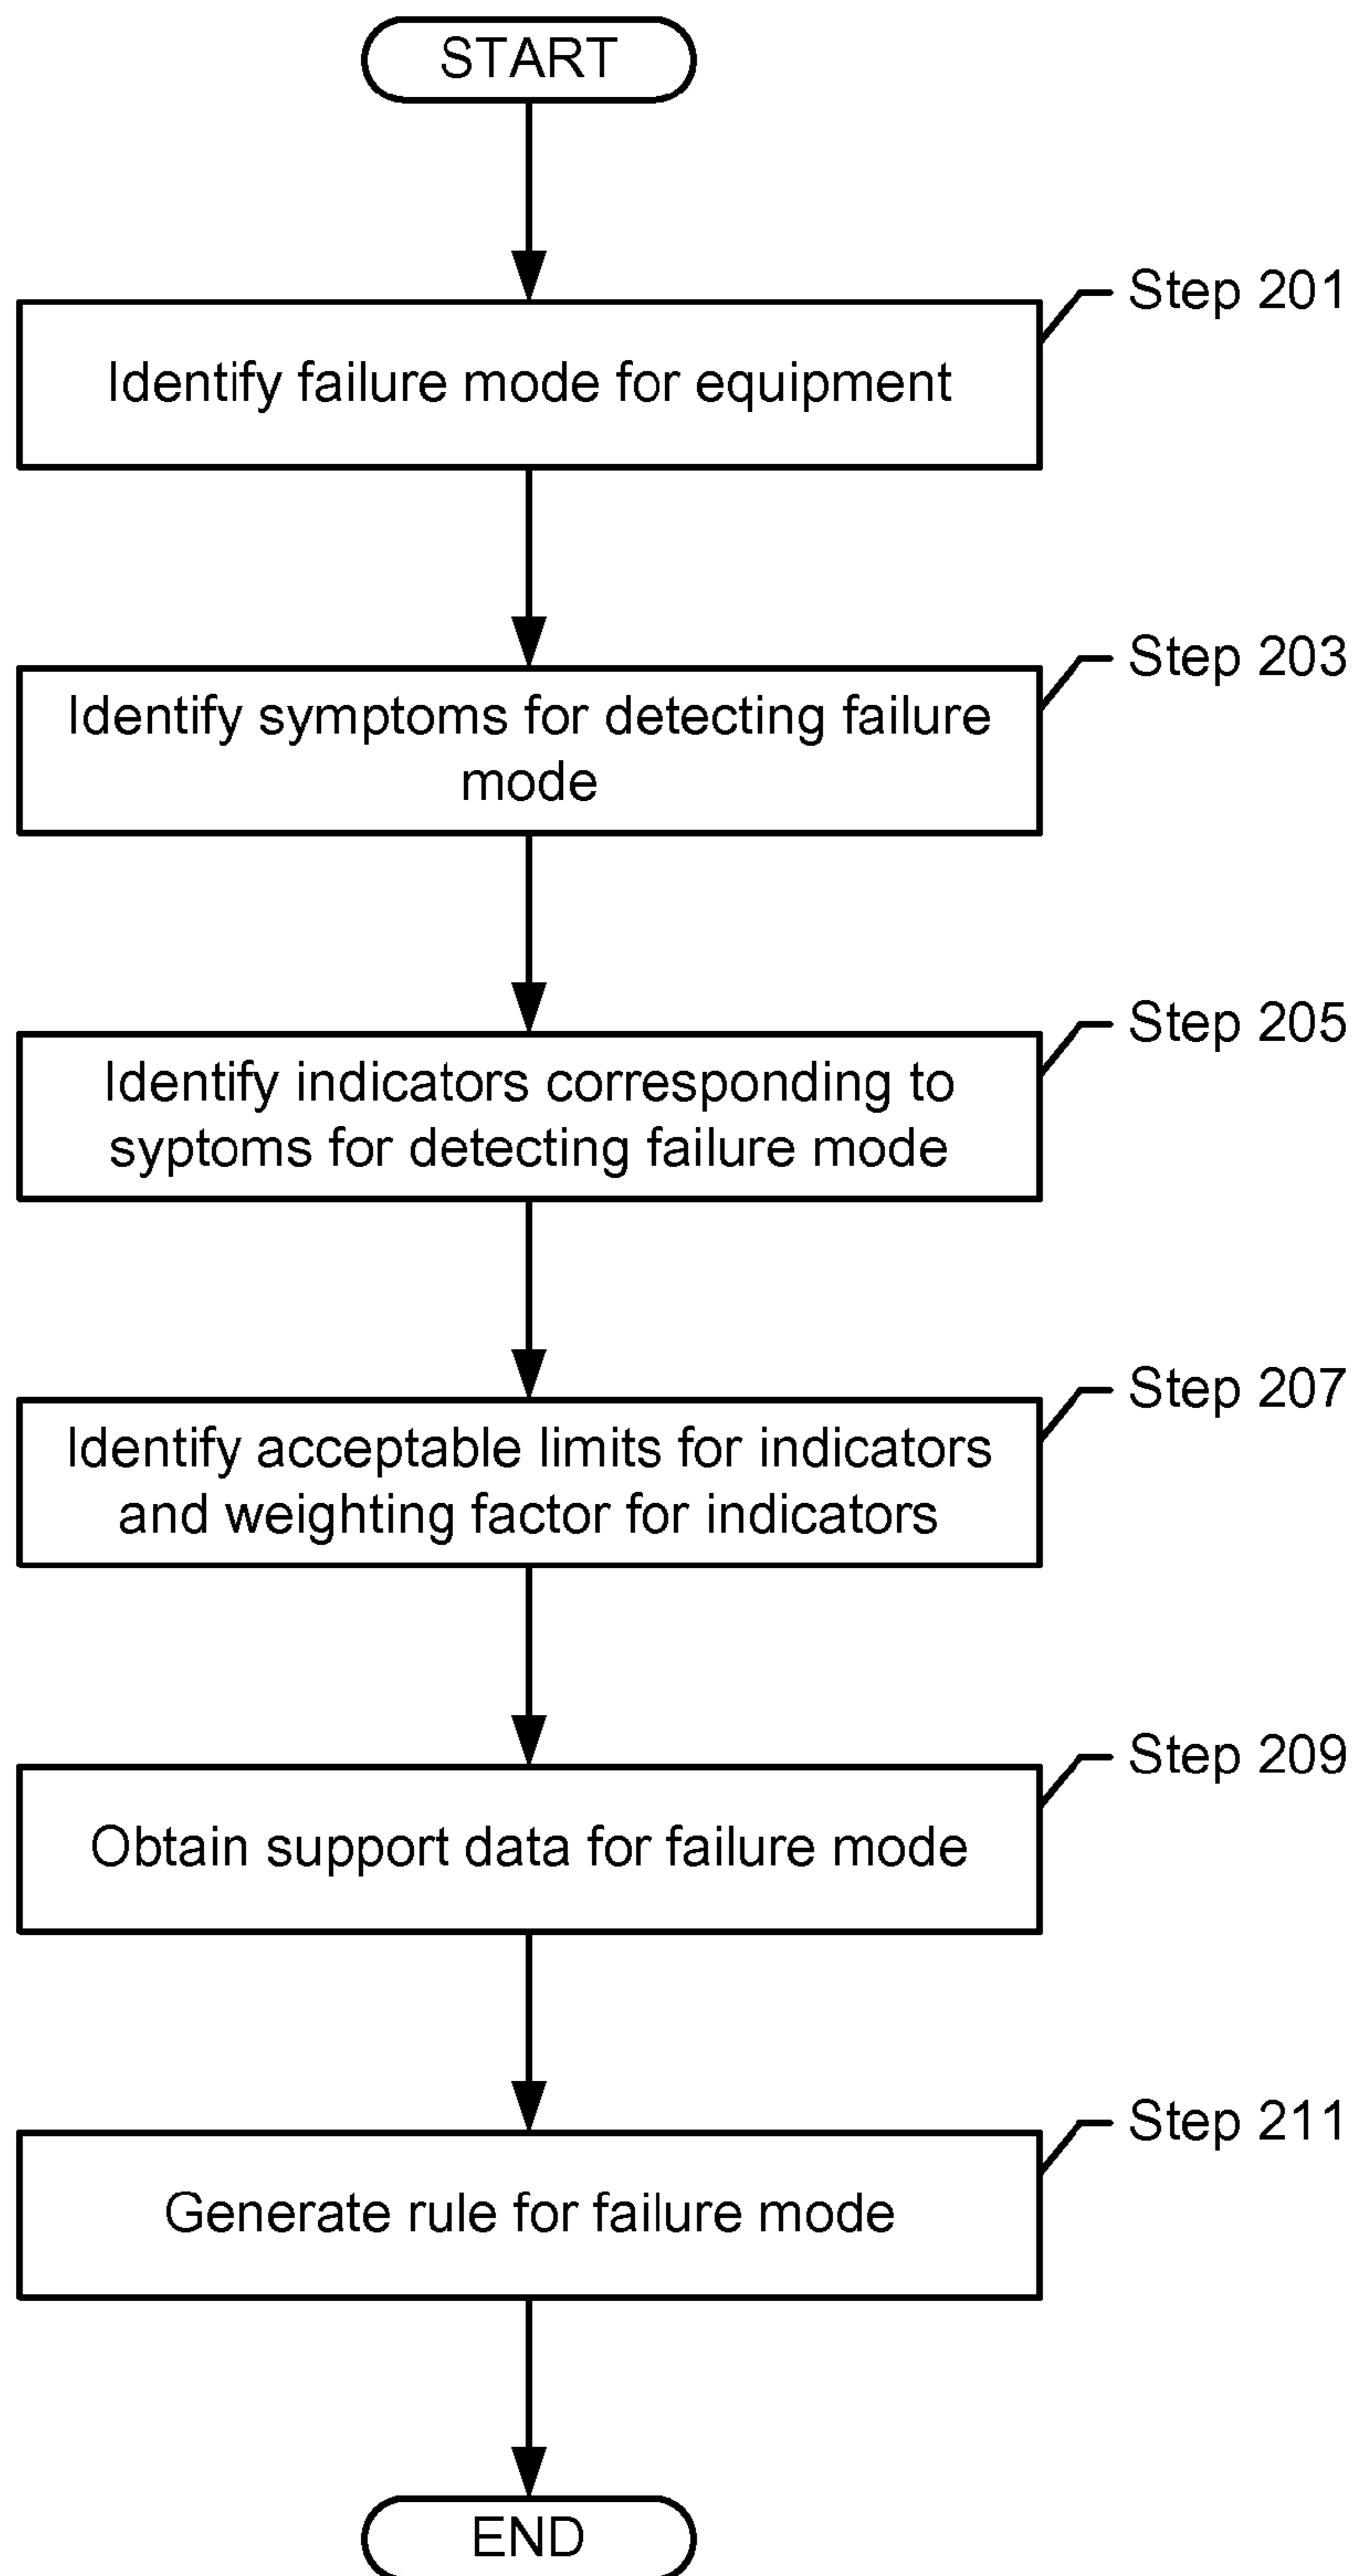 START
Step 201
Identify failure mode for equipment
Step 203
Identify symptoms for detecting failure
mode
Step 205
Identify indicators corresponding to
syptoms for detecting failure mode
Step 207
Identify acceptable limits for indicators
and weighting factor for indicators
Step 209
Obtain support data for failure mode
Step 211
Generate rule for failure mode
END